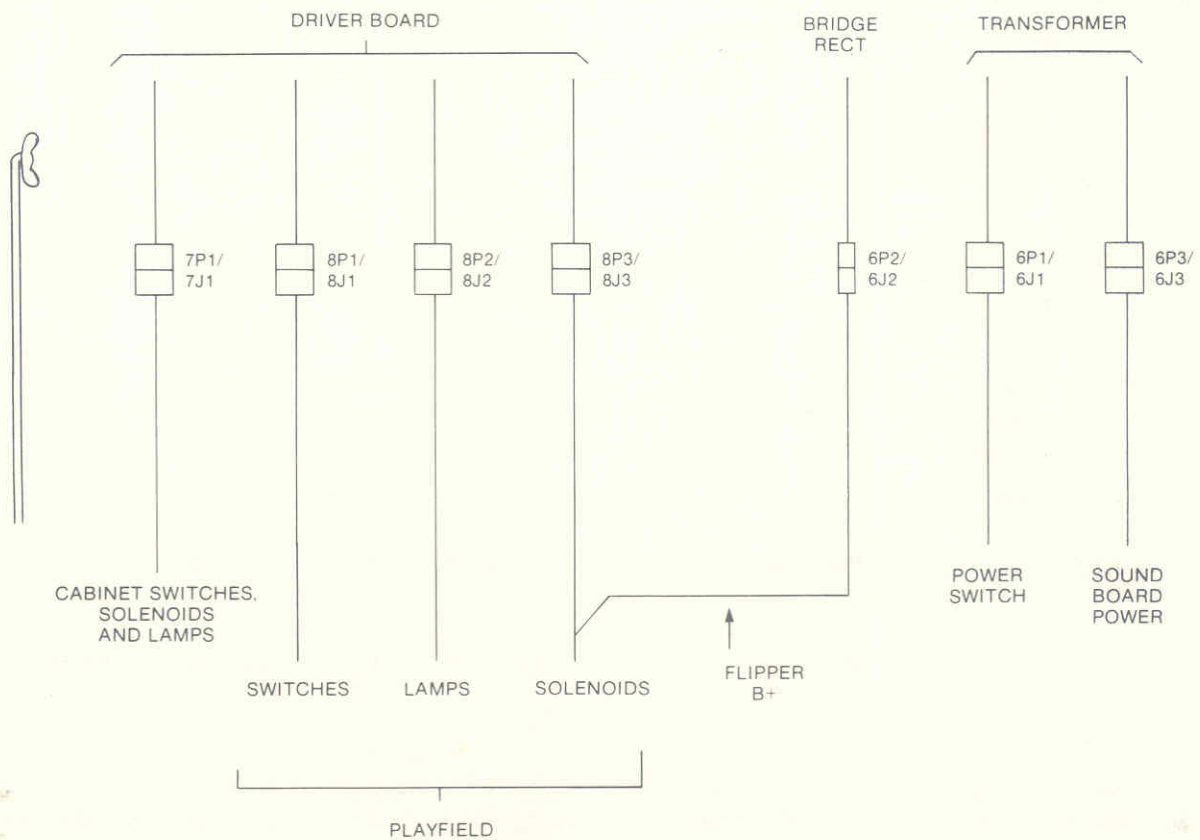 DRIVER BOARD
BRIDGE
RECT
TRANSFORMER
7P1/
7J1
8P1/
8J1
8P2/
8J2
8P3/
8J3
6P2/
6J2
6P1/
6J1
6P3/
6J3
CABINET SWITCHES,
SOLENOIDS
AND LAMPS
POWER
SWITCH
SOUND
BOARD
POWER
SWITCHES
LAMPS
SOLENOIDS
FLIPPER
B+
PLAYFIELD